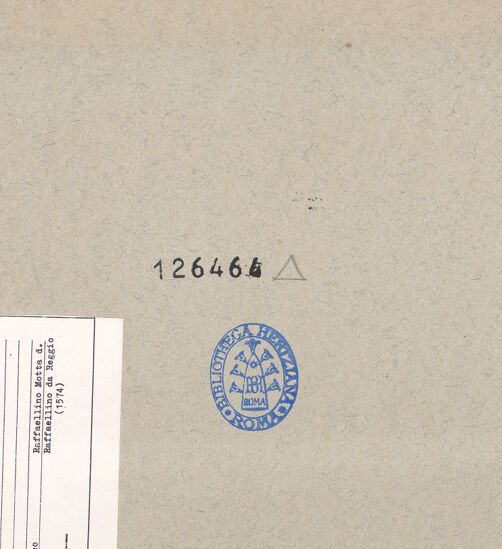 126466
BIBLIOTHECA HERTZIANA
ROMA
ROMA
Raffaellino Motta d.
Raffaellino da Reggio
(1574)